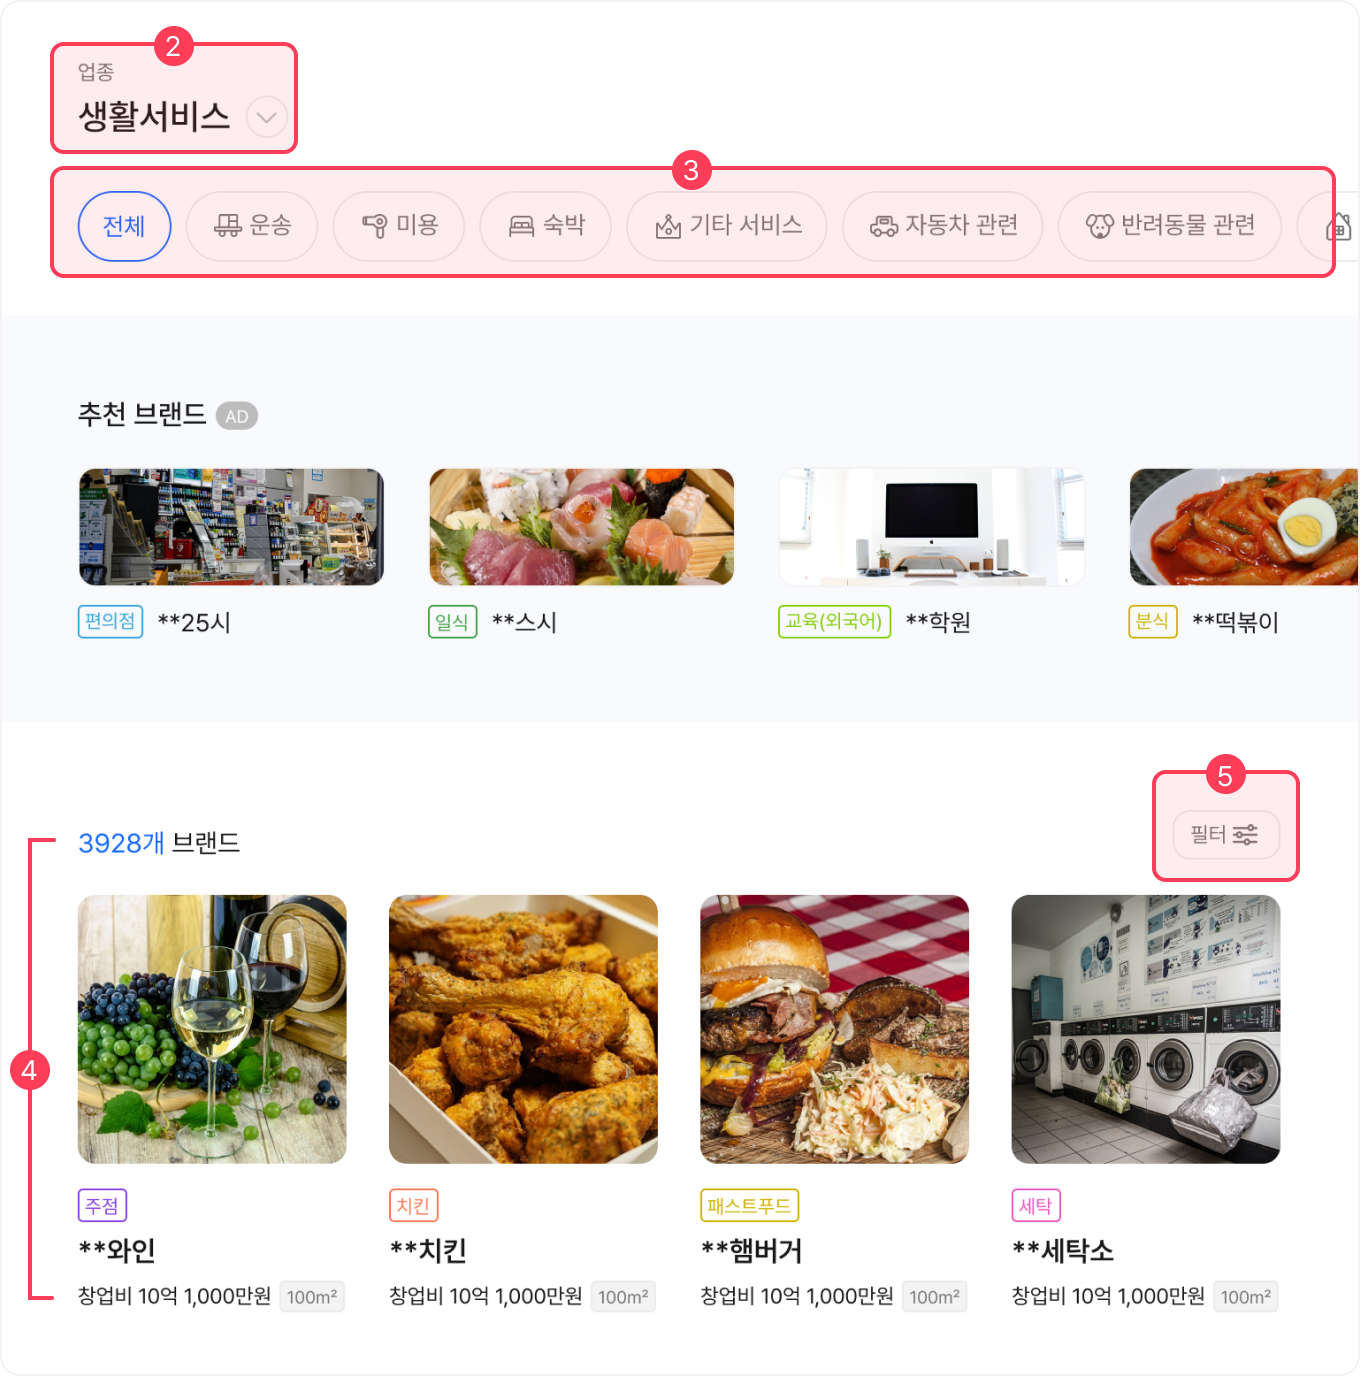 2
업종
생활서비스
3
전체 운송 미용 숙박 기타 서비스 자동차 관련 반려동물 관련
추천 브랜드 AD
편의점 **25시 일식 **스시 교육(외국어) **학원 분식 **떡볶이
5
필터
3928개 브랜드
4
주점 치킨 패스트푸드 세탁
**와인 **치킨 **햄버거 **세탁소
창업비 10억 1,000만원 100m² 창업비 10억 1,000만원 100m² 창업비 10억 1,000만원 100m² 창업비 10억 1,000만원 100m²